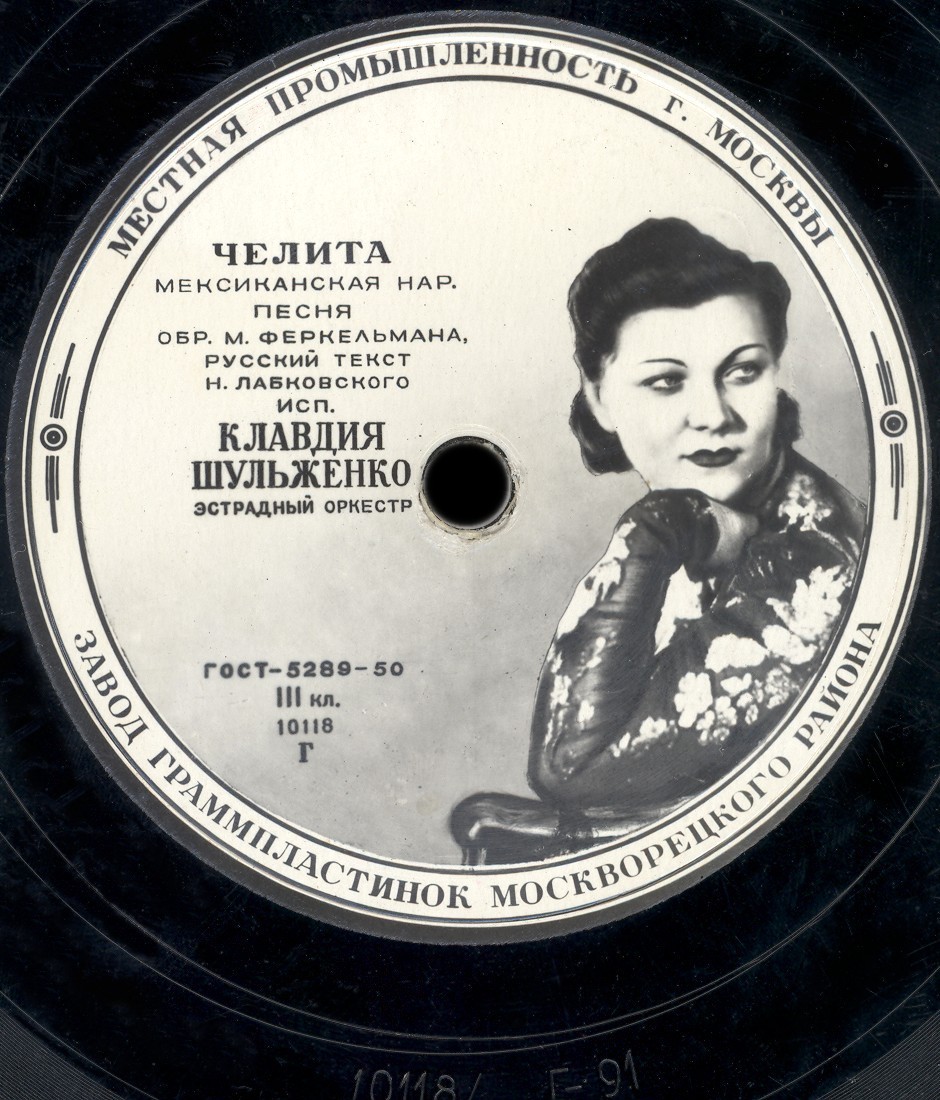 МЕСТНАЯ ПРОМЫШЛЕННОСТЬ г. МОСКВЫ
ЧЕЛИТА
МЕКСИКАНСКАЯ НАР.
ПЕСНЯ
ОБР. М. ФЕРКЕЛЬМАНА,
РУССКИЙ ТЕКСТ
Н. ЛАБКОВСКОГО
ИСП.
КЛАВДИЯ
ШУЛЬЖЕНКО
ЭСТРАДНЫЙ ОРКЕСТР
ГОСТ-5289-50
III кл.
10118
Г
ЗАВОД ГРАММПЛАСТИНОК МОСКВОРЕЦКОГО РАЙОНА
10118/ Г-91